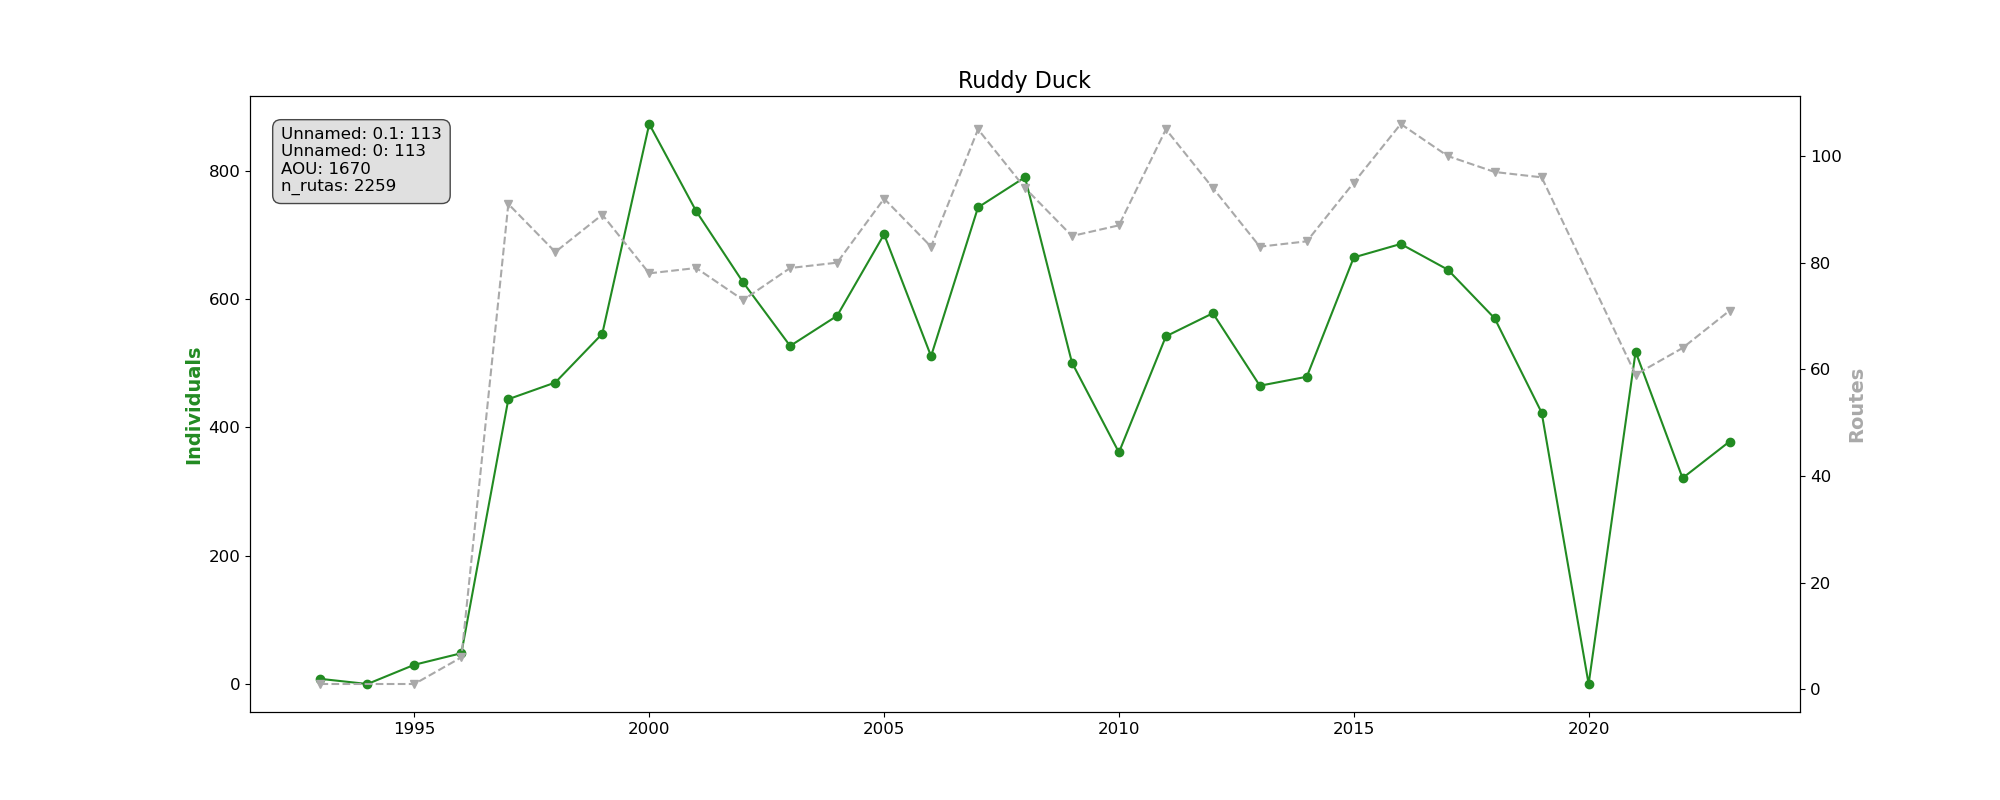 Ruddy Duck
Unnamed: 0.1: 113
Unnamed: 0: 113
AOU: 1670
n_rutas: 2259
800
600
400
200
0
Individuals
100
80
60
40
20
0
Routes
1995
2000
2005
2010
2015
2020